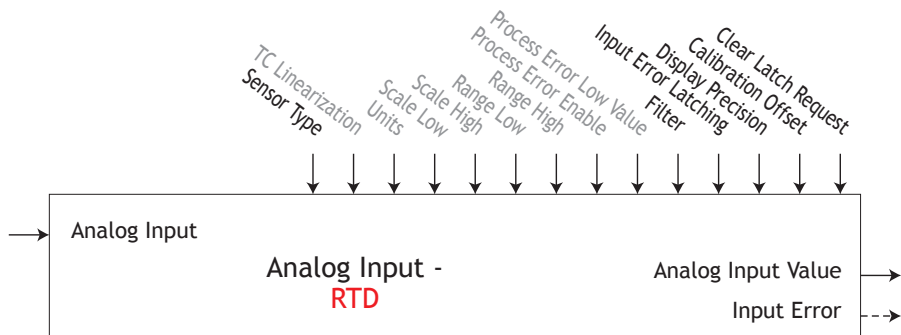 Sensor Type
TC Linearization
Units
Scale Low
Scale High
Range Low
Range High
Process Error Enable
Process Error Low Value
Filter
Input Error Latching
Display Precision
Calibration Offset
Clear Latch Request
Analog Input
Analog Input -
RTD
Analog Input Value
Input Error